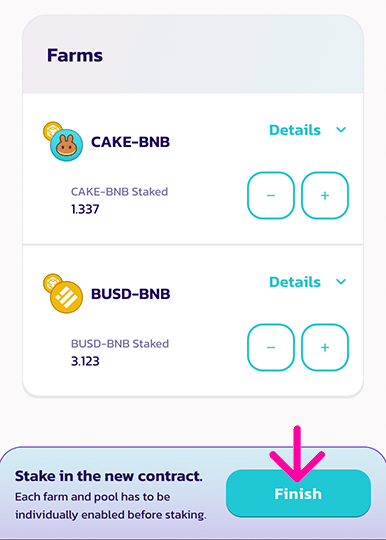 Farms
CAKE-BNB
Details
CAKE-BNB Staked
1.337
BUSD-BNB
Details
BUSD-BNB Staked
3.123
Stake in the new contract.
Each farm and pool has to be
individually enabled before staking.
Finish